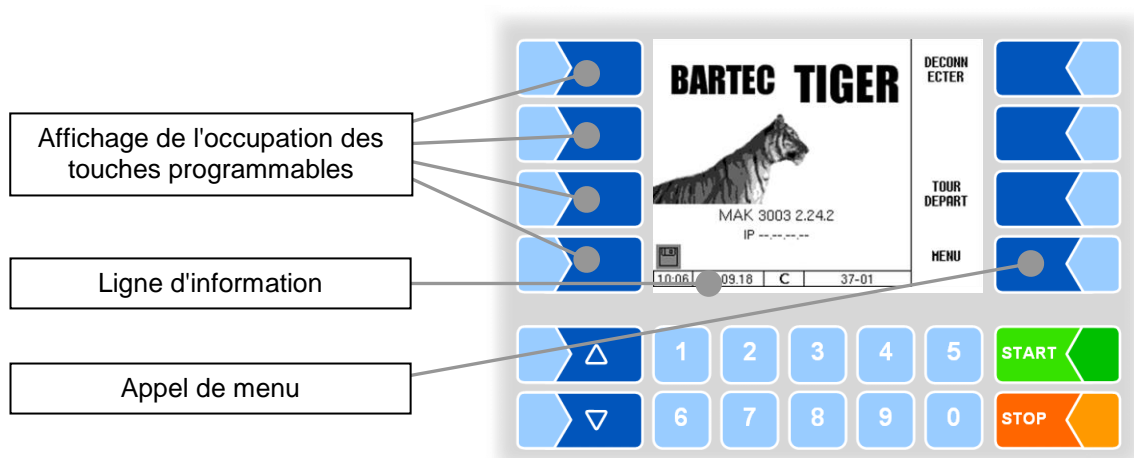 Affichage de l'occupation des
touches programmables
Ligne d'information
Appel de menu
BARTEC TIGER
MAK 3003 2.24.2
IP --.--.--.--
10:06 09.18 C 37-01
DECONN
ECTER
TOUR
DEPART
MENU
1 2 3 4 5 START
6 7 8 9 0 STOP